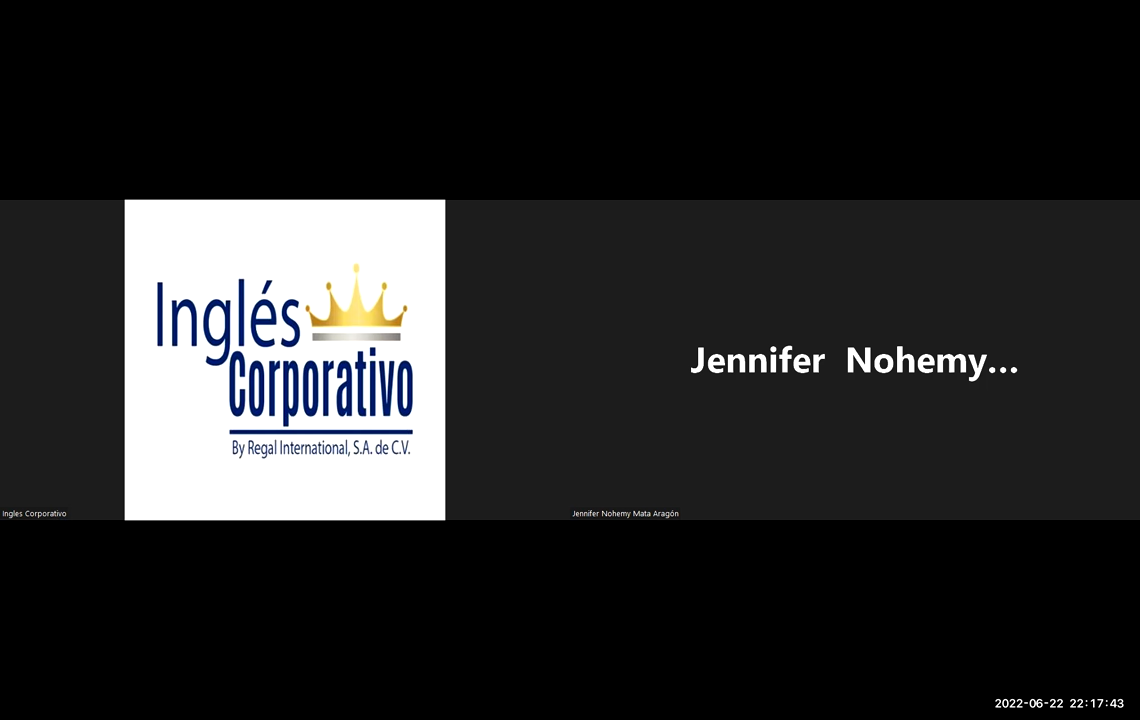 Inglés
Corporativo
By Regal International, S.A. de C.V.
Jennifer Nohemy...
Ingles Corporativo
Jennifer Nohemy Mata Aragón
2022-06-22 22:17:43